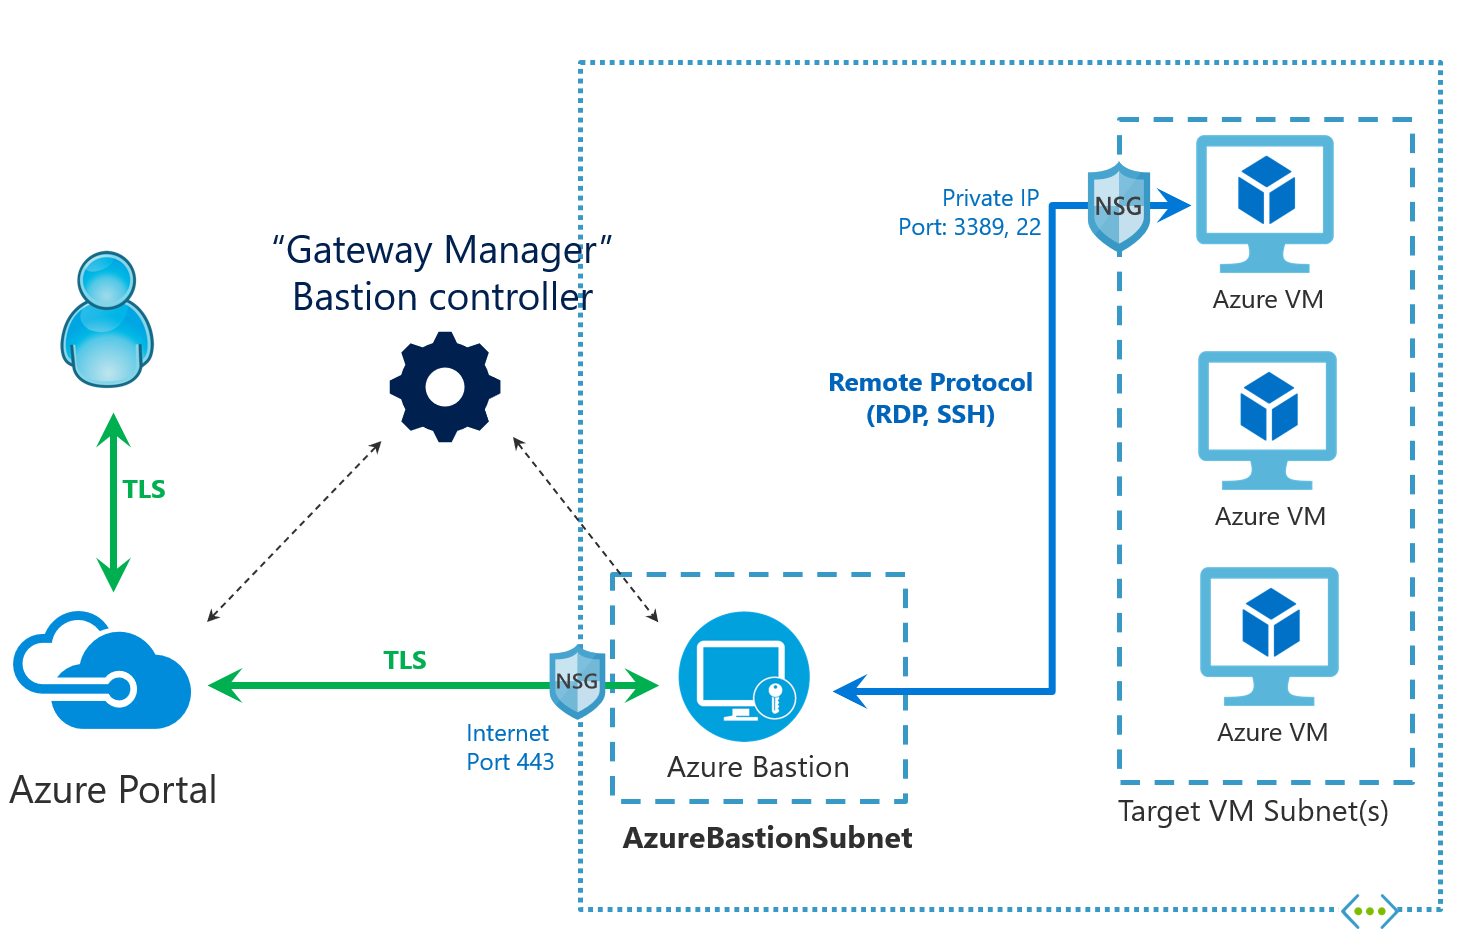 “Gateway Manager”
Bastion controller
Private IP
Port: 3389, 22
NSG
Azure VM
Remote Protocol
(RDP, SSH)
Azure VM
TLS
TLS
NSG
Internet
Port 443
Azure Bastion
Azure VM
Azure Portal
AzureBastionSubnet
Target VM Subnet(s)